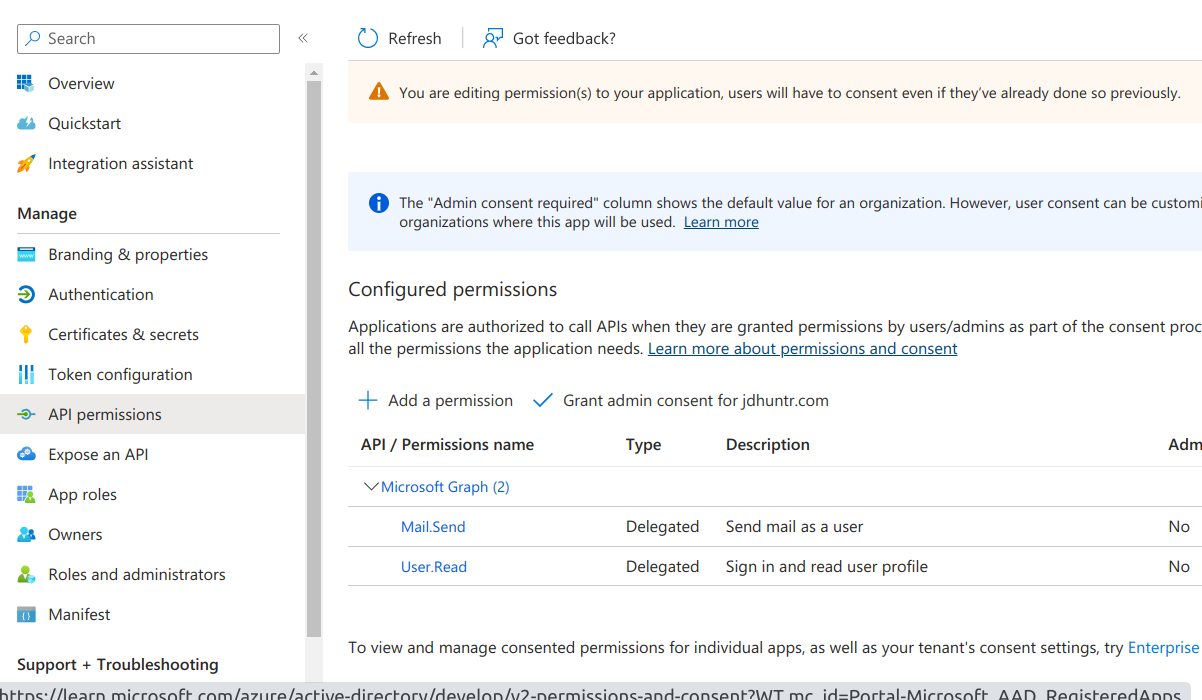 Search
«
Refresh
Got feedback?
Overview
Quickstart
Integration assistant
Manage
Branding & properties
Authentication
Certificates & secrets
Token configuration
API permissions
Expose an API
App roles
Owners
Roles and administrators
Manifest
Support + Troubleshooting
You are editing permission(s) to your application, users will have to consent even if they've already done so previously.
The "Admin consent required" column shows the default value for an organization. However, user consent can be customi
organizations where this app will be used. Learn more
Configured permissions
Applications are authorized to call APIs when they are granted permissions by users/admins as part of the consent proc
all the permissions the application needs. Learn more about permissions and consent
Add a permission
Grant admin consent for jdhuntr.com
API / Permissions name Type Description Adm
Microsoft Graph (2)
Mail.Send Delegated Send mail as a user No
User.Read Delegated Sign in and read user profile No
To view and manage consented permissions for individual apps, as well as your tenant's consent settings, try Enterprise
https://learn.microsoft.com/azure/active-directory/develop/v2-permissions-and-consent?WT.mc_id=Portal-Microsoft_AAD_RegisteredApps